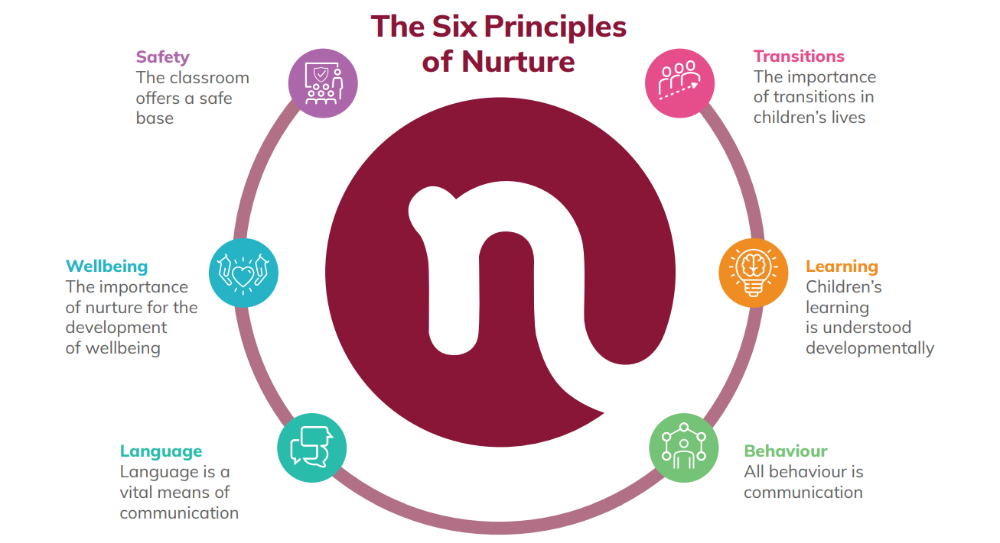 The Six Principles
of Nurture
Safety
The classroom
offers a safe
base
Transitions
The importance
of transitions in
children’s lives
Wellbeing
The importance
of nurture for the
development
of wellbeing
Learning
Children’s
learning
is understood
developmentally
Language
Language is a
vital means of
communication
Behaviour
All behaviour is
communication
n